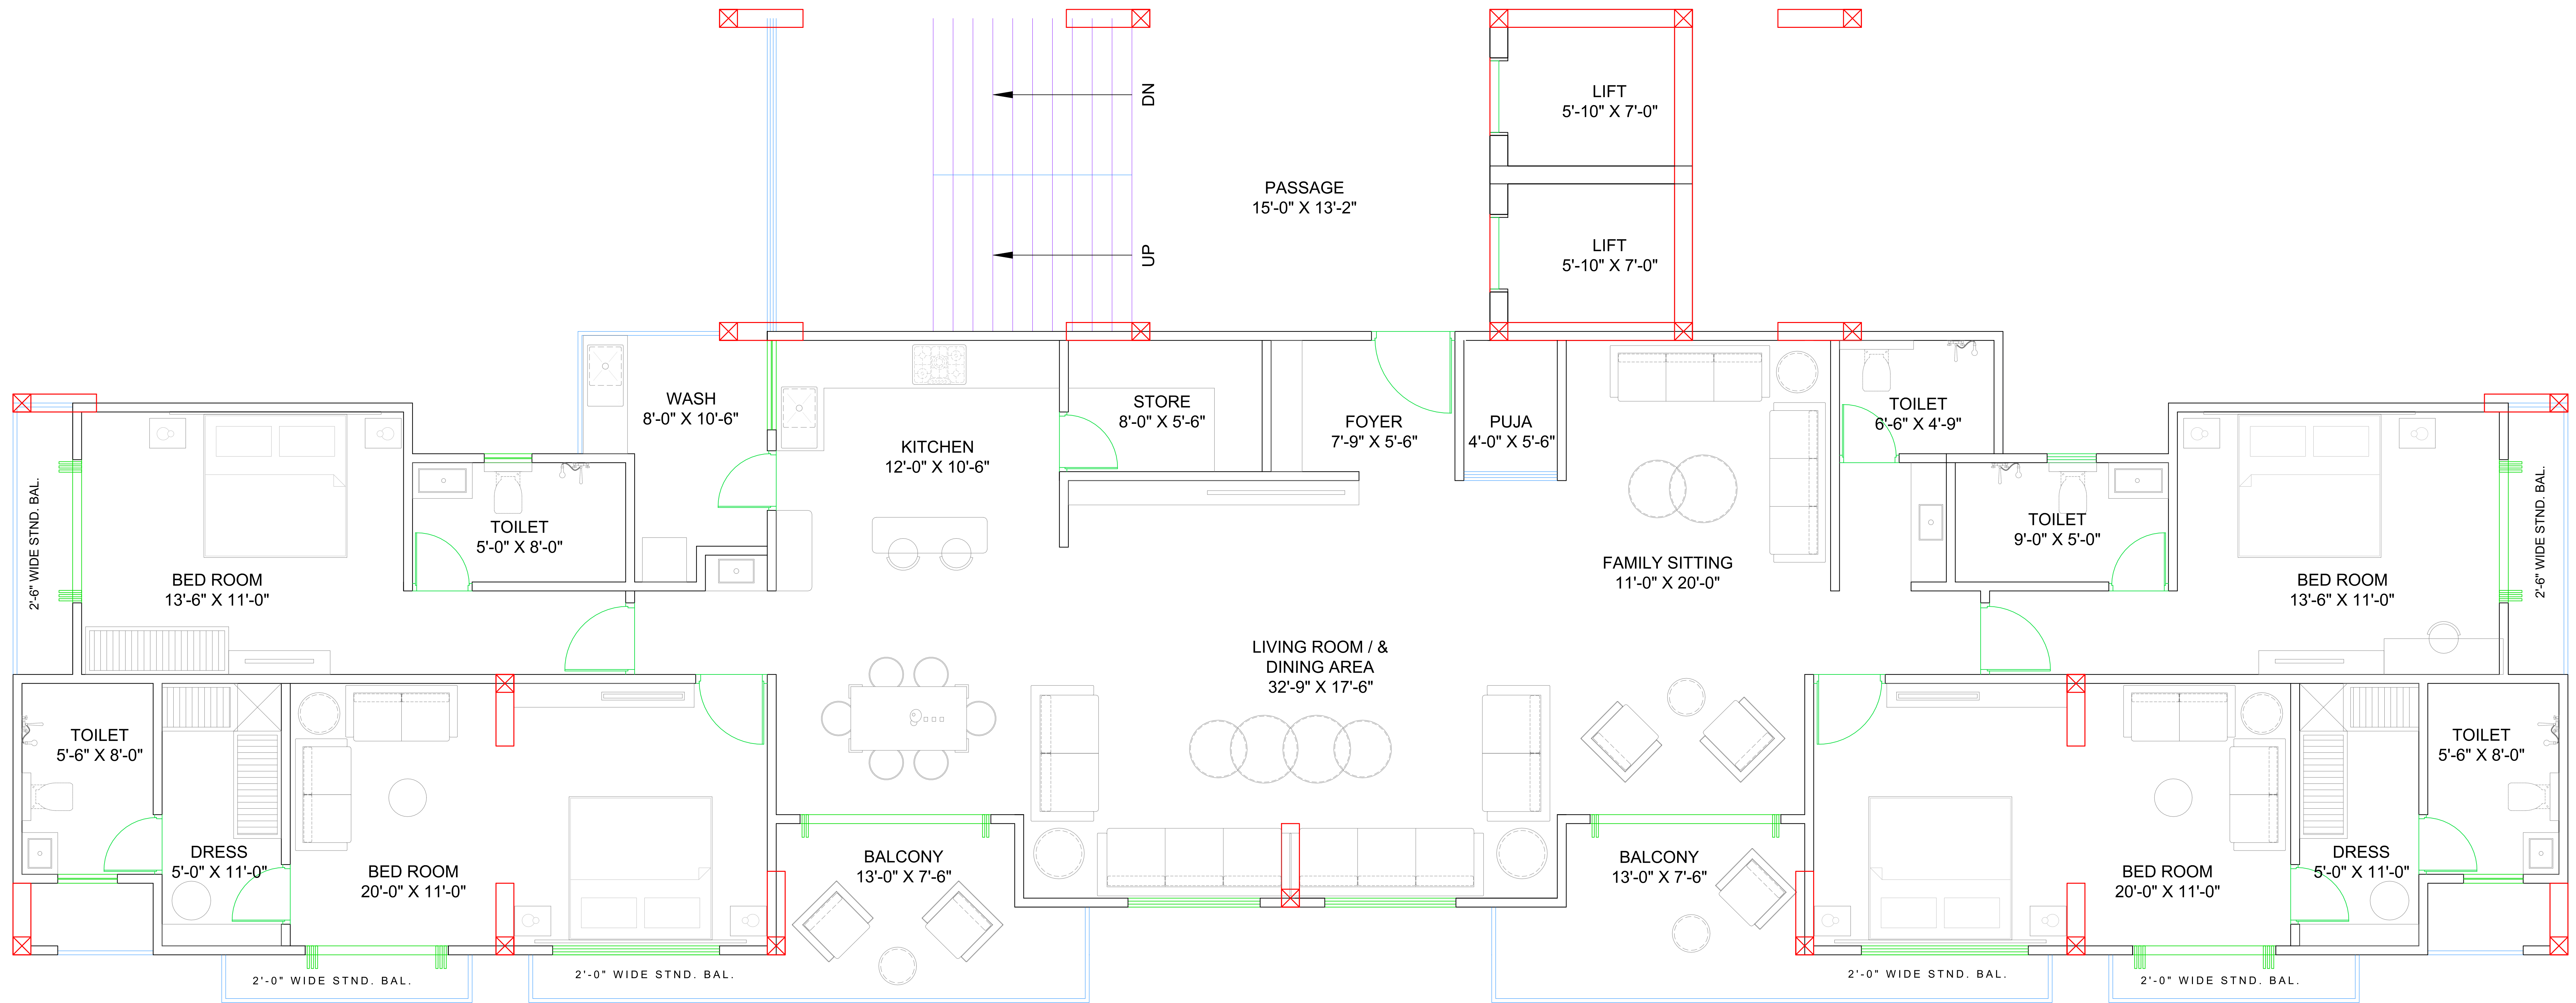 DN
LIFT
5'-10" X 7'-0"
PASSAGE
15'-0" X 13'-2"
UP
LIFT
5'-10" X 7'-0"
WASH
8'-0" X 10'-6"
KITCHEN
12'-0" X 10'-6"
STORE
8'-0" X 5'-6"
FOYER
7'-9" X 5'-6"
PUJA
4'-0" X 5'-6"
TOILET
6'-6" X 4'-9"
2'-6" WIDE STND. BAL.
BED ROOM
13'-6" X 11'-0"
TOILET
5'-0" X 8'-0"
FAMILY SITTING
11'-0" X 20'-0"
TOILET
9'-0" X 5'-0"
BED ROOM
13'-6" X 11'-0"
2'-6" WIDE STND. BAL.
LIVING ROOM / &
DINING AREA
32'-9" X 17'-6"
TOILET
5'-6" X 8'-0"
DRESS
5'-0" X 11'-0"
BED ROOM
20'-0" X 11'-0"
BALCONY
13'-0" X 7'-6"
BALCONY
13'-0" X 7'-6"
BED ROOM
20'-0" X 11'-0"
DRESS
5'-0" X 11'-0"
TOILET
5'-6" X 8'-0"
2'-0" WIDE STND. BAL.
2'-0" WIDE STND. BAL.
2'-0" WIDE STND. BAL.
2'-0" WIDE STND. BAL.